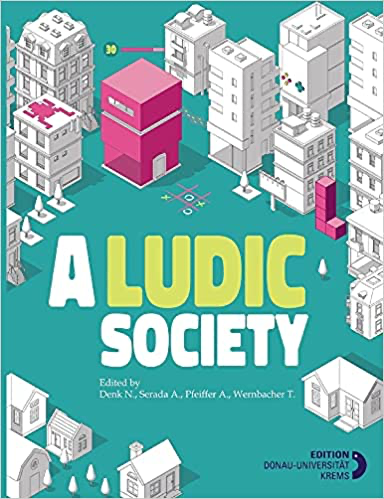 30
A LUDIC
SOCIETY
Edited by
Denk N., Serada A., Pfeiffer A., Wernbacher T.
EDITION
DONAU-UNIVERSITÄT
KREMS